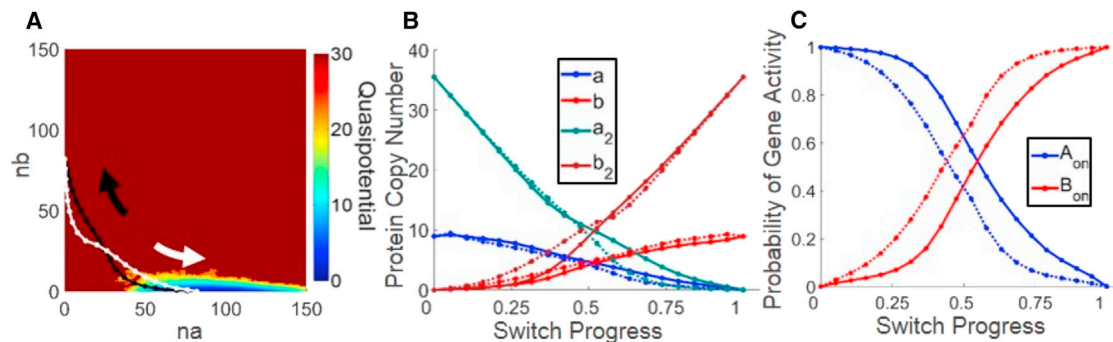 A
nb
150
100
50
0
0
50
100
150
na
30
20
10
0
Quasipotential
B
Protein Copy Number
40
30
20
10
0
0
0.25
0.5
0.75
1
Switch Progress
a
b
a₂
b₂
C
Probability of Gene Activity
1
0.8
0.6
0.4
0.2
0
0
0.25
0.5
0.75
1
Switch Progress
A_on
B_on